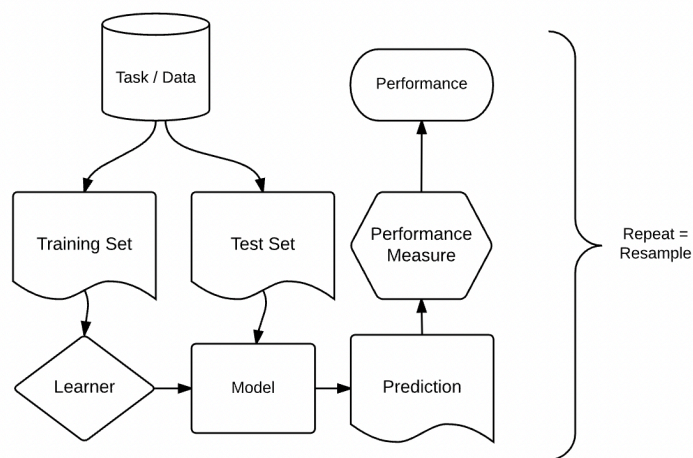 Task / Data
Performance
Training Set
Test Set
Performance
Measure
Repeat =
Resample
Learner
Model
Prediction